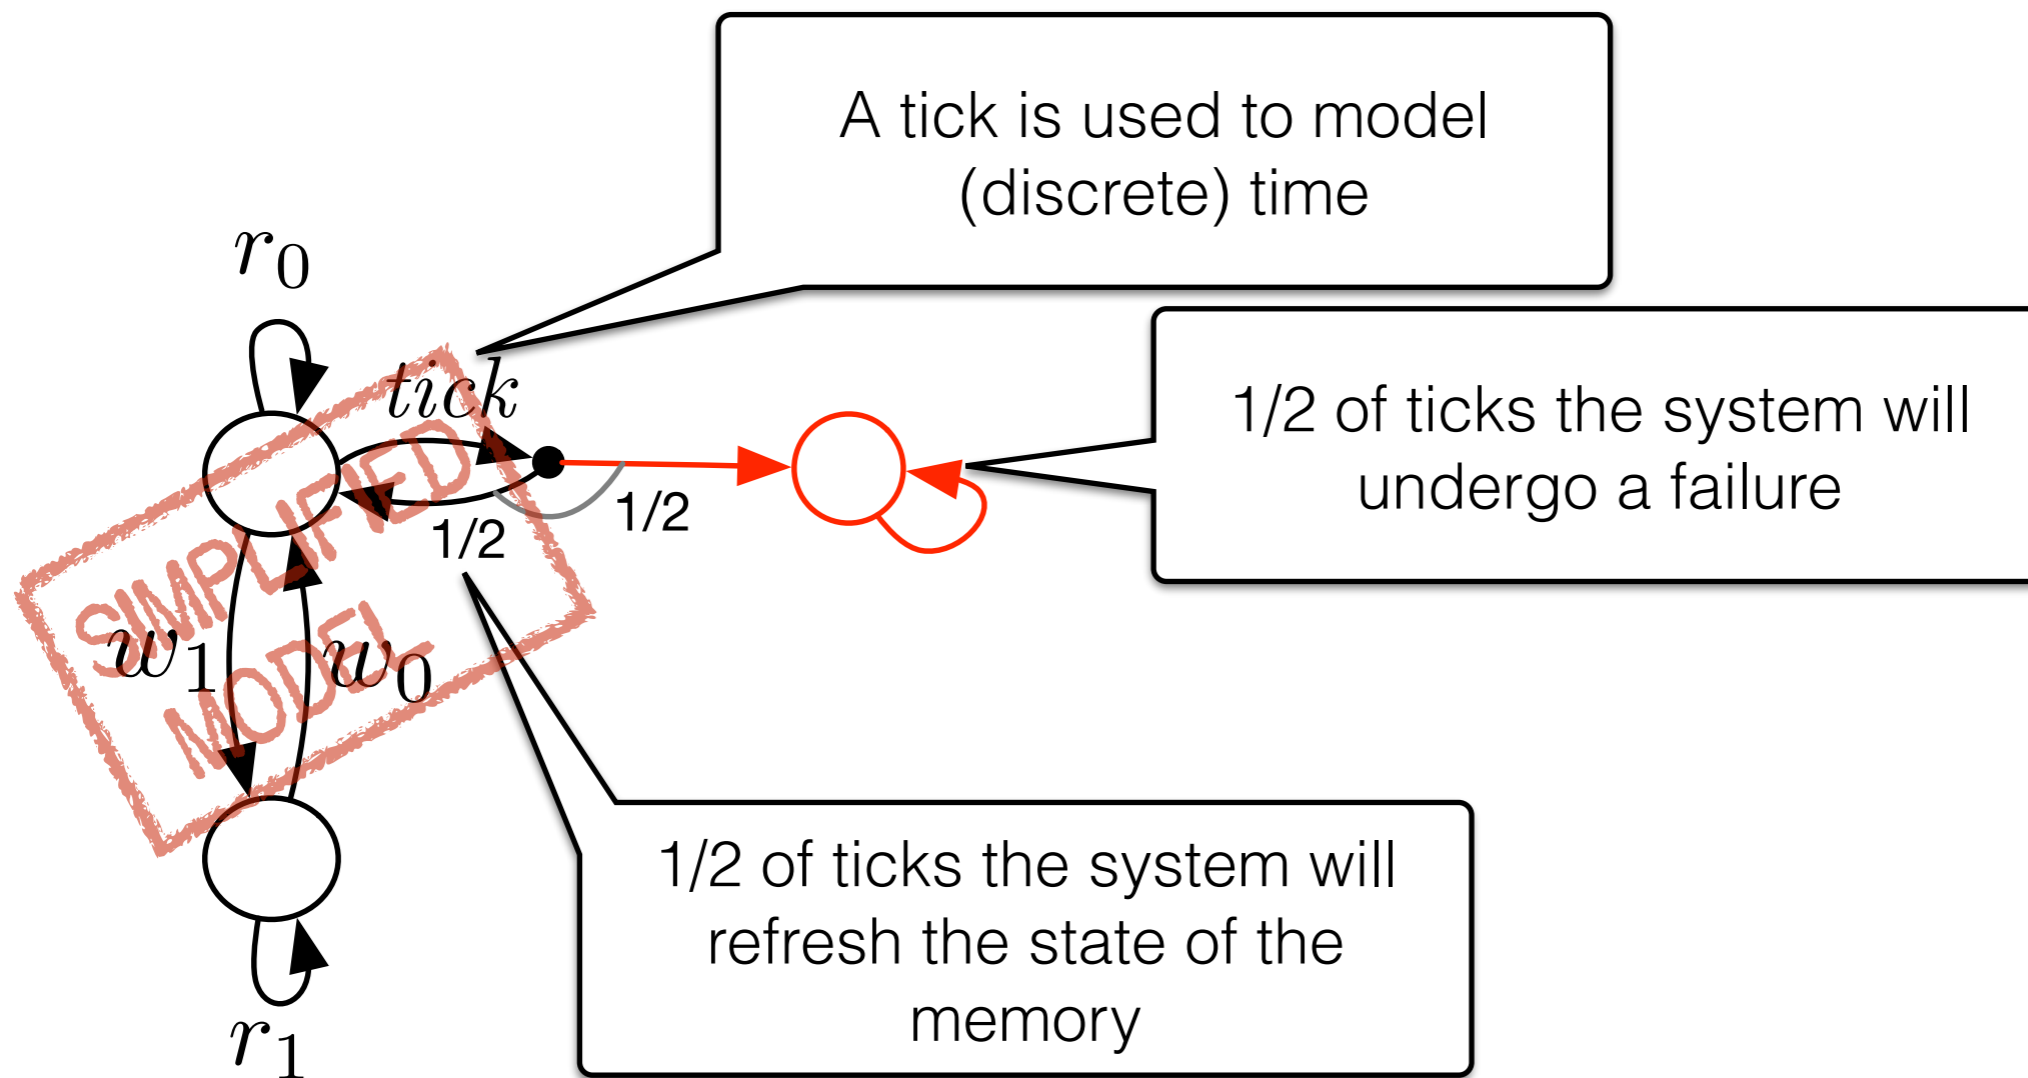 A tick is used to model
(discrete) time
r0
tick
1/2 of ticks the system will
undergo a failure
1/2
1/2
SIMPLIFIED
MODEL
w1
w0
1/2 of ticks the system will
refresh the state of the
memory
r1